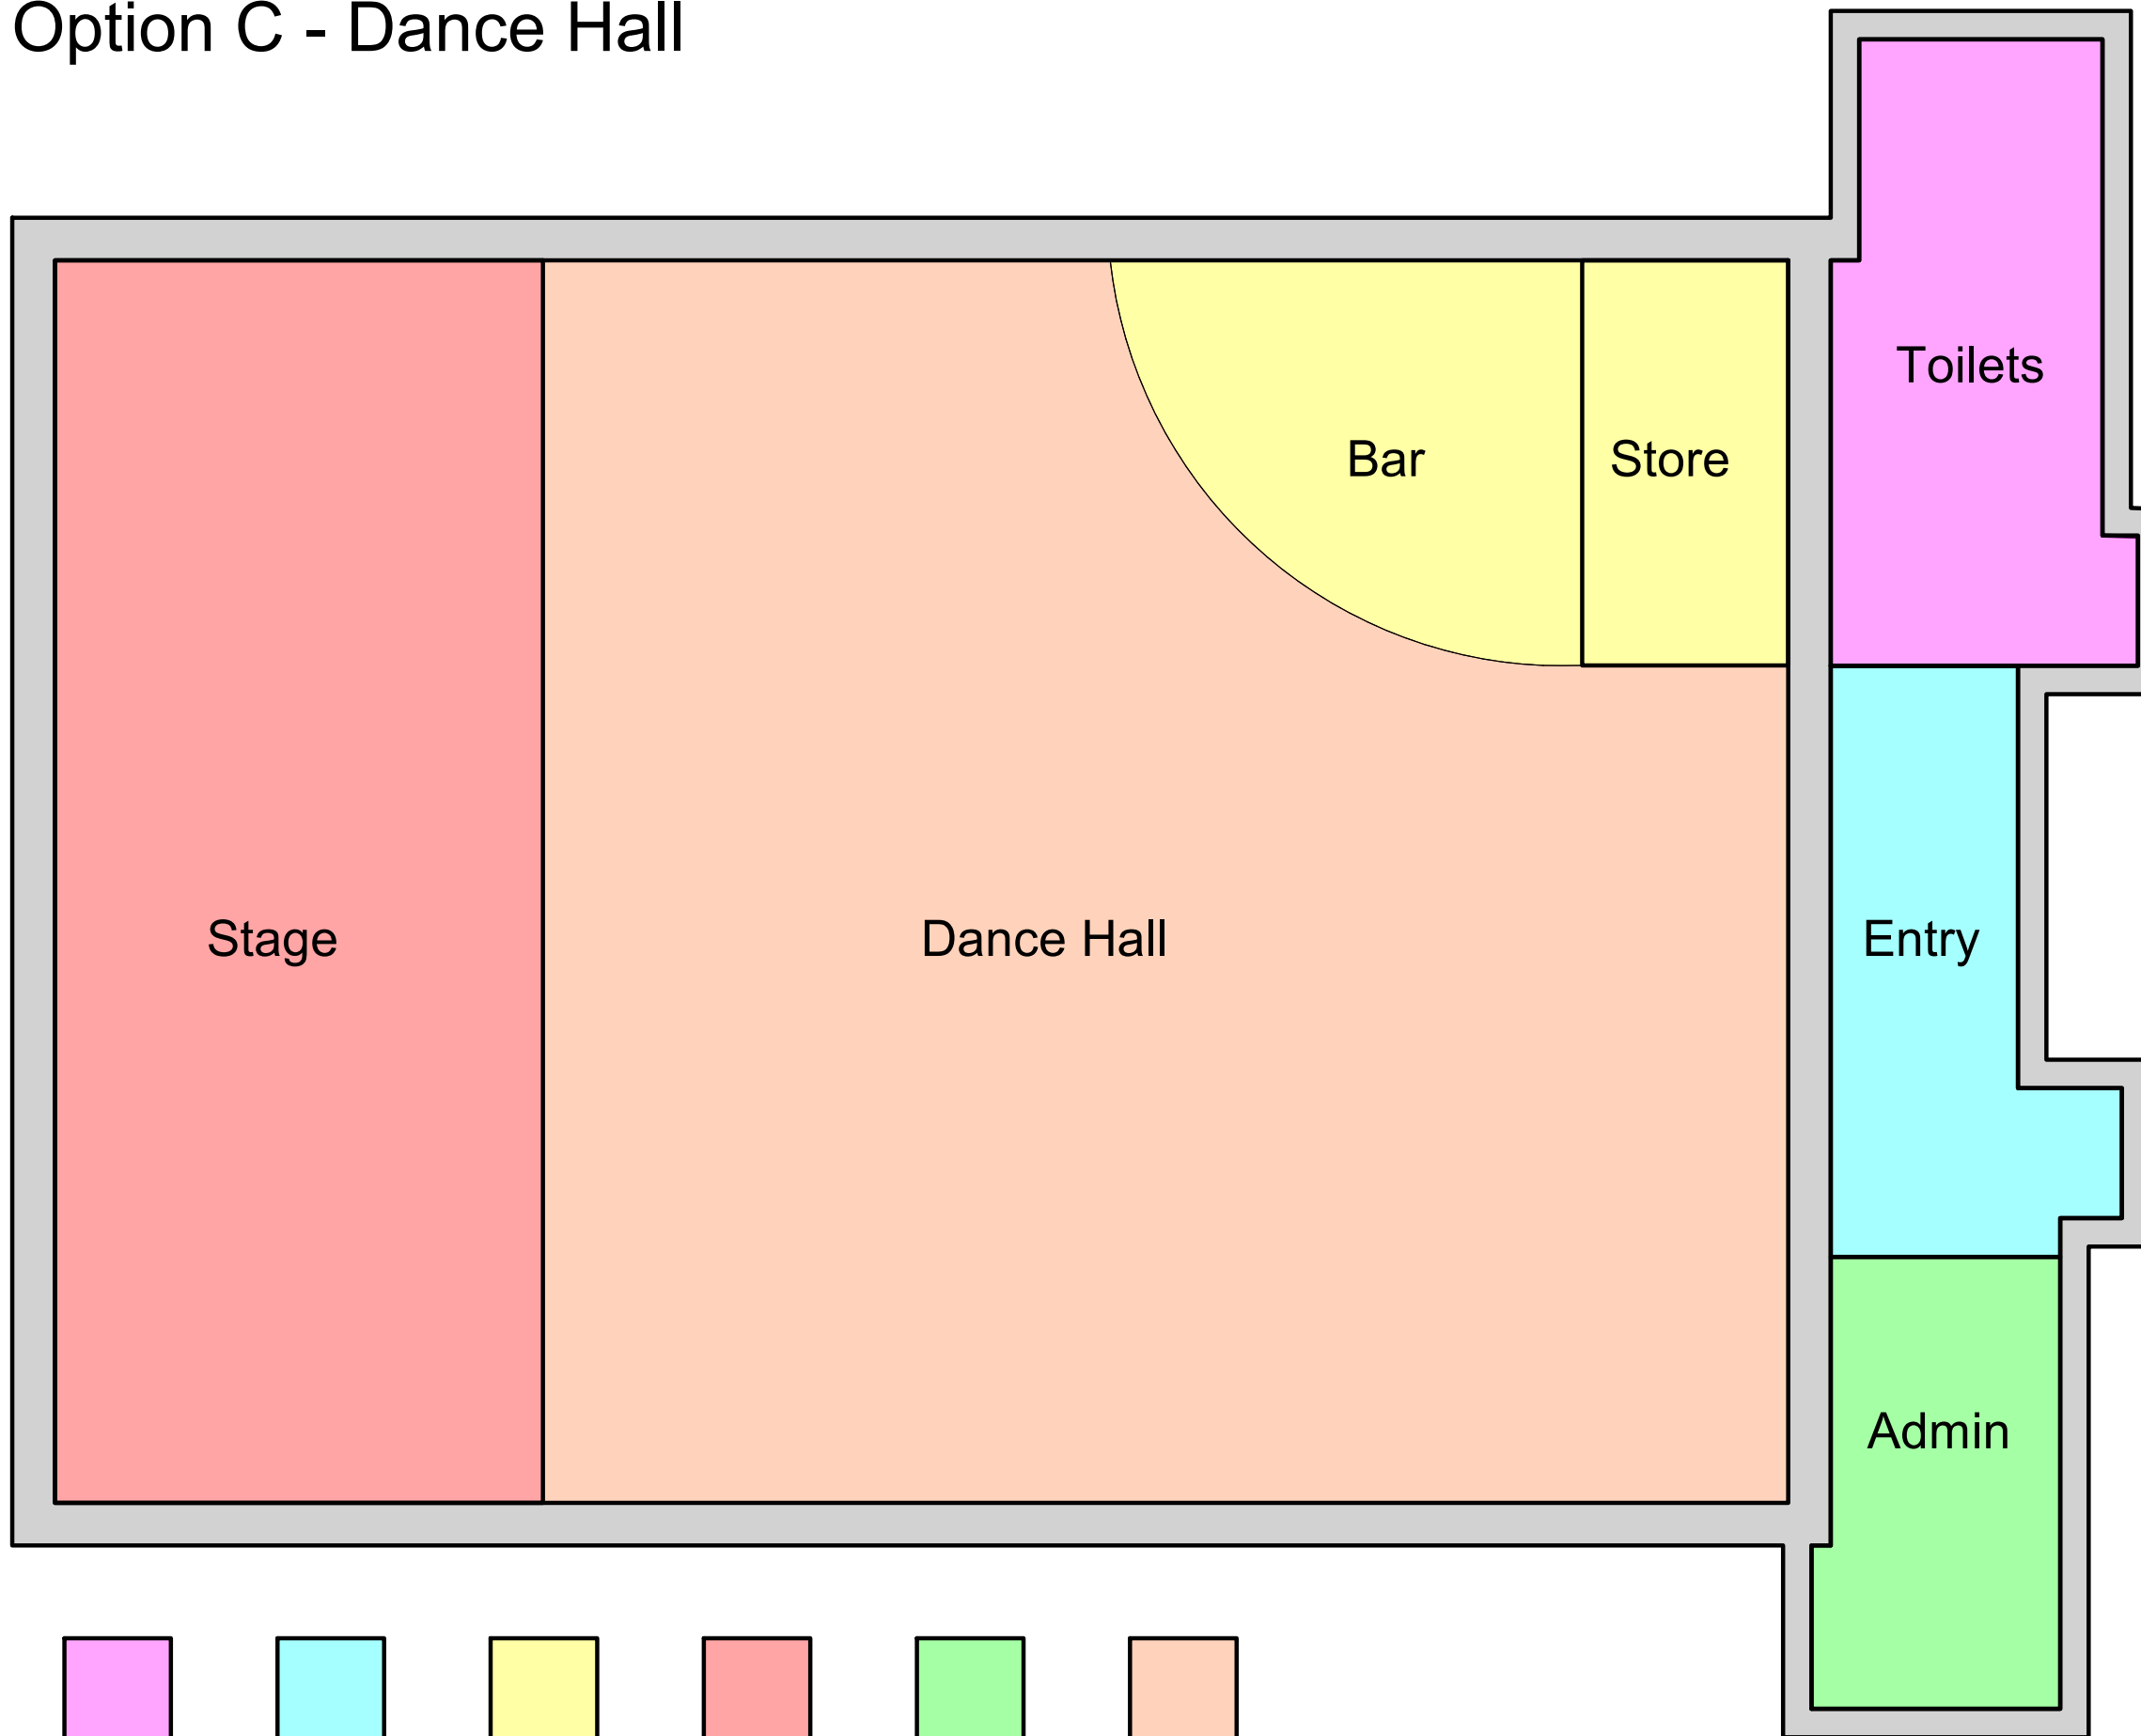 Option C - Dance Hall
Toilets
Bar
Store
Stage
Dance Hall
Entry
Admin